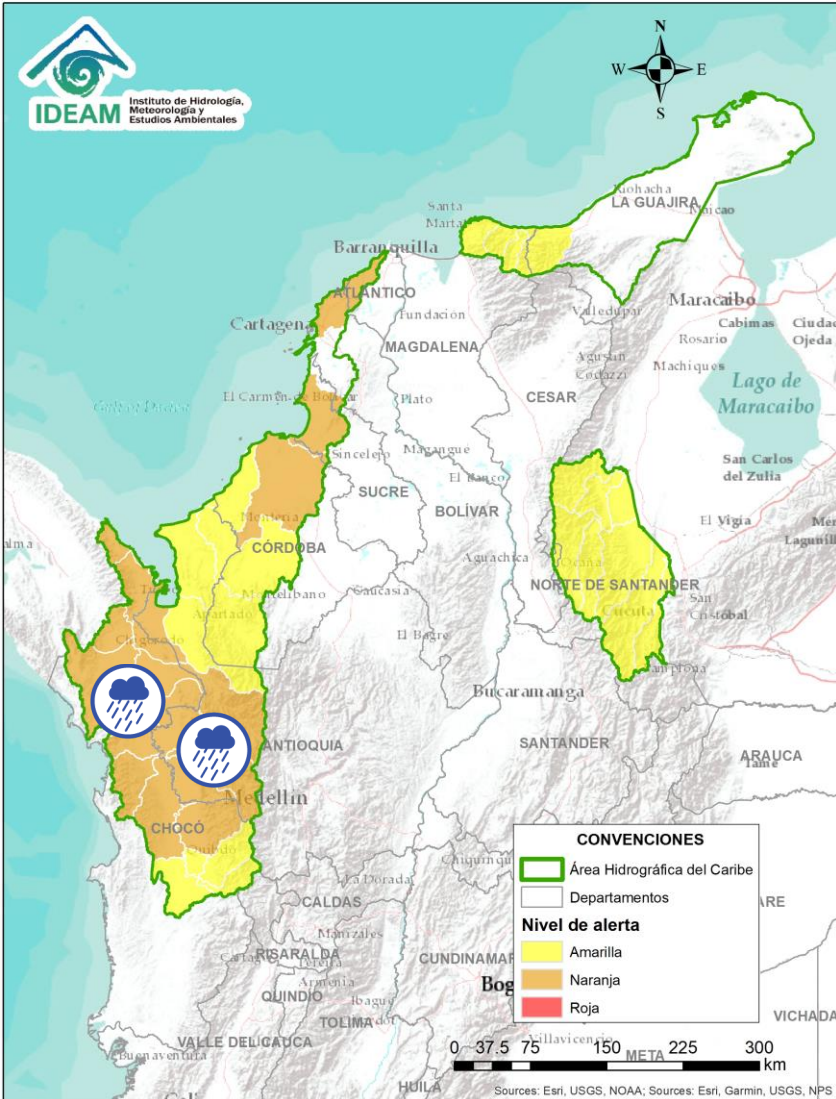 IDEAM
Instituto de Hidrología,
Meteorología y
Estudios Ambientales
N
W
E
S
Riohacha
LA GUAJIRA
Maicao
Santa
Marta
Barranquilla
ATLÁNTICO
Cartagena
Fundación
Valledupar
Maracaibo
Cabimas
Ciudad
Ojeda
Rosario
Machiques
MAGDALENA
Agustín
Codazzi
CESAR
Lago de
Maracaibo
El Carmen de Bolívar
Plato
Sincelejo
Magangué
San Carlos
del Zulia
SUCRE
El Banco
BOLÍVAR
El Vigía
Montería
CÓRDOBA
Aguachica
Ocaña
NORTE DE SANTANDER
Cúcuta
San
Cristóbal
Turbo
Apartadó
Montelíbano
Caucasia
Chigorodó
El Bagre
Pamplona
Bucaramanga
ANTIOQUIA
SANTANDER
ARAUCA
Tame
Medellín
CHOCÓ
Quibdó
La Dorada
CALDAS
Manizales
RISARALDA
Pereira
Armenia
QUINDIO
Ibagué
TOLIMA
VALLE DEL CAUCA
Buenaventura
HUILA
META
Villavicencio
VICHADA
CONVENCIONES
Área Hidrográfica del Caribe
Departamentos
Nivel de alerta
Amarilla
Naranja
Roja
0 37.5 75 150 225 300
km
Sources: Esri, USGS, NOAA; Sources: Esri, Garmin, USGS, NPS